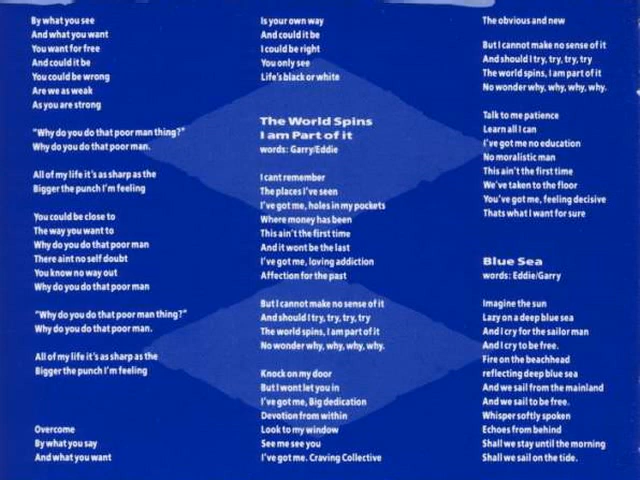 By what you see
And what you want
You want for free
And could it be
You could be wrong
Are we as weak
As you are strong
"Why do you do that poor man thing?"
Why do you do that poor man.
All of my life it's as sharp as the
Bigger the punch I'm feeling
You could be close to
The way you want to
Why do you do that poor man
There aint no self doubt
You know no way out
Why do you do that poor man
"Why do you do that poor man thing?"
Why do you do that poor man.
All of my life it's as sharp as the
Bigger the punch I'm feeling
Overcome
By what you say
And what you want
Is your own way
And could it be
I could be right
You only see
Life's black or white
The World Spins
I am Part of it
words: Garry/Eddie
I cant remember
The places I've seen
I've got me, holes in my pockets
Where money has been
This ain't the first time
And it wont be the last
I've got me, loving addiction
Affection for the past
But I cannot make no sense of it
And should I try, try, try, try
The world spins, I am part of it
No wonder why, why, why, why.
Knock on my door
But I wont let you in
I've got me, Big dedication
Devotion from within
Look to my window
See me see you
I've got me. Craving Collective
The obvious and new
But I cannot make no sense of it
And should I try, try, try, try
The world spins, I am part of it
No wonder why, why, why, why.
Talk to me patience
Learn all I can
I've got me no education
No moralistic man
This ain't the first time
We've taken to the floor
You've got me, feeling decisive
Thats what I want for sure
Blue Sea
words: Eddie/Garry
Imagine the sun
Lazy on a deep blue sea
And I cry for the sailor man
And I cry to be free.
Fire on the beachhead
reflecting deep blue sea
And we sail from the mainland
And we sail to be free.
Whisper softly spoken
Echoes from behind
Shall we stay until the morning
Shall we sail on the tide.